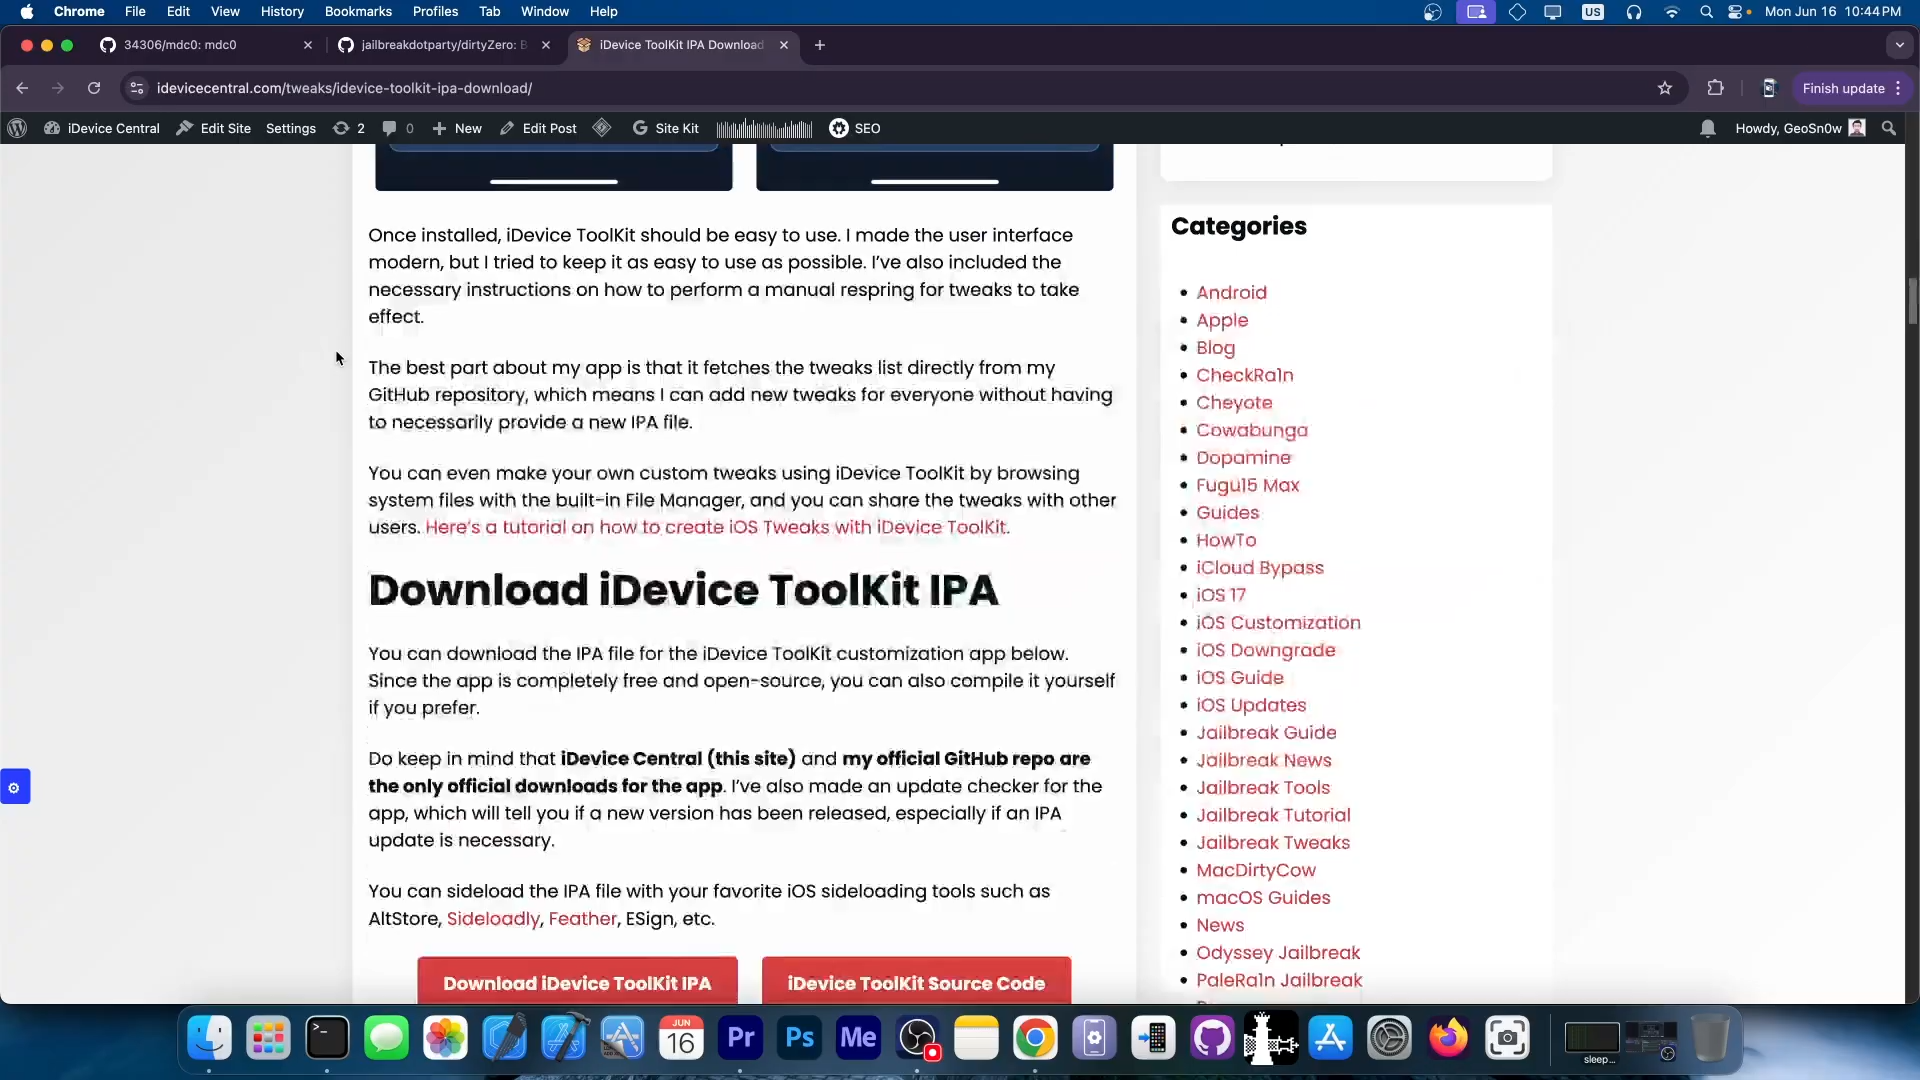 Chrome File Edit View History Bookmarks Profiles Tab Window Help US Mon Jun 16 10:44 PM
34306/mdc0: mdc0 jailbreakdotparty/dirtyZero: B iDevice ToolKit IPA Download
idevicecentral.com/tweaks/idevice-toolkit-ipa-download/ Finish update
iDevice Central Edit Site Settings 2 0 New Edit Post Site Kit SEO Howdy, GeoSn0w
Once installed, iDevice ToolKit should be easy to use. I made the user interface
modern, but I tried to keep it as easy to use as possible. I've also included the
necessary instructions on how to perform a manual respring for tweaks to take
effect.
The best part about my app is that it fetches the tweaks list directly from my
GitHub repository, which means I can add new tweaks for everyone without having
to necessarily provide a new IPA file.
You can even make your own custom tweaks using iDevice ToolKit by browsing
system files with the built-in File Manager, and you can share the tweaks with other
users. Here's a tutorial on how to create iOS Tweaks with iDevice ToolKit.
Download iDevice ToolKit IPA
You can download the IPA file for the iDevice ToolKit customization app below.
Since the app is completely free and open-source, you can also compile it yourself
if you prefer.
Do keep in mind that iDevice Central (this site) and my official GitHub repo are
the only official downloads for the app. I've also made an update checker for the
app, which will tell you if a new version has been released, especially if an IPA
update is necessary.
You can sideload the IPA file with your favorite iOS sideloading tools such as
AltStore, Sideloadly, Feather, ESign, etc.
Download iDevice ToolKit IPA
iDevice ToolKit Source Code
Categories
Android
Apple
Blog
CheckRa1n
Cheyote
Cowabunga
Dopamine
Fugu15 Max
Guides
HowTo
iCloud Bypass
iOS 17
iOS Customization
iOS Downgrade
iOS Guide
iOS Updates
Jailbreak Guide
Jailbreak News
Jailbreak Tools
Jailbreak Tutorial
Jailbreak Tweaks
MacDirtyCow
macOS Guides
News
Odyssey Jailbreak
PaleRa1n Jailbreak
JUN
16
Pr
Ps
Me
sleep...